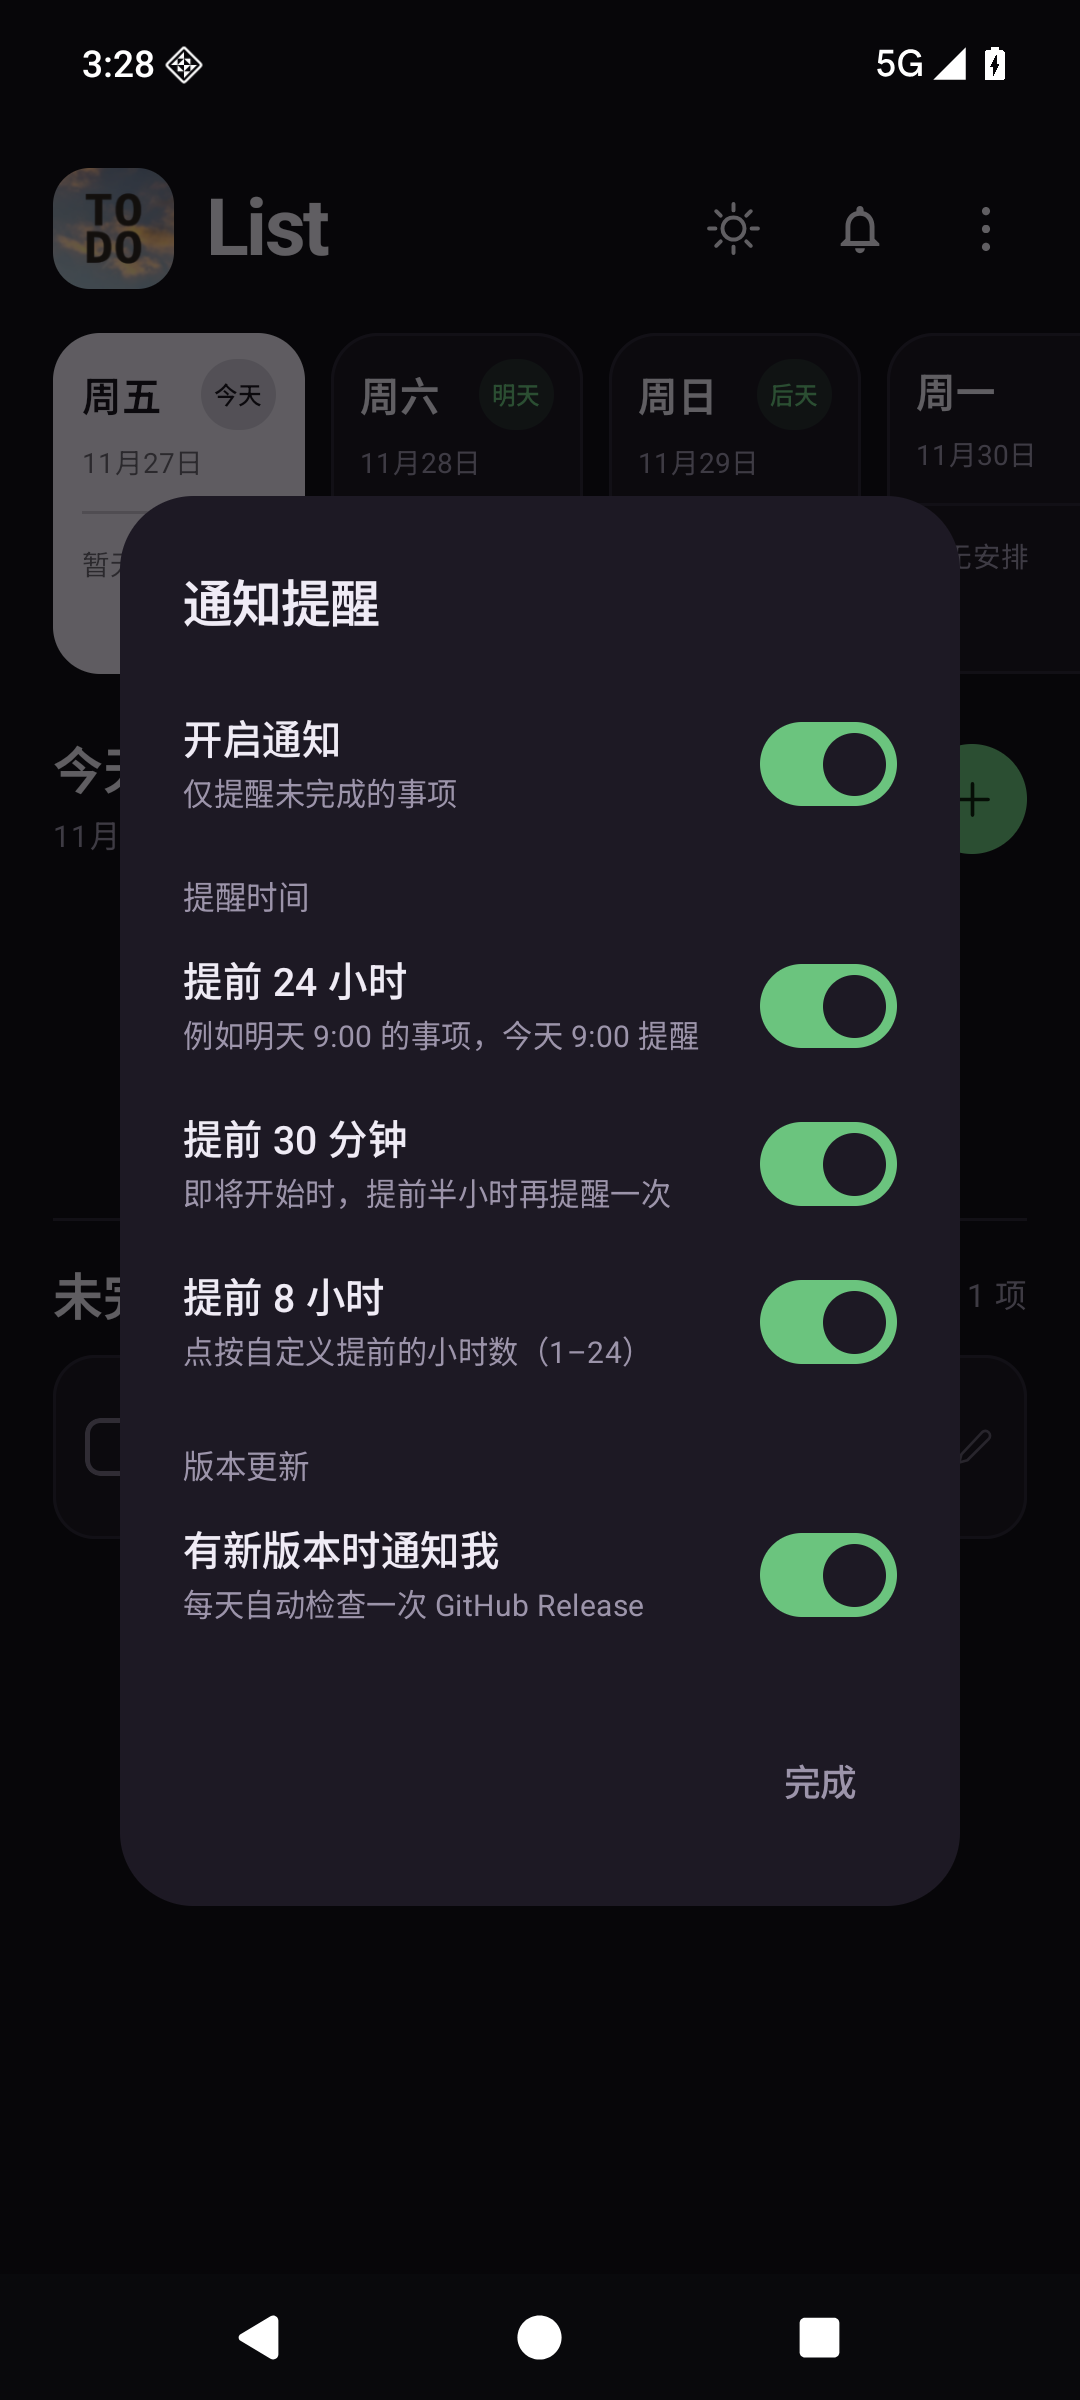 3:28
5G
TO
DO
List
周五 今天
11月27日
周六 明天
11月28日
周日 后天
11月29日
周一
11月30日
暂
安排
通知提醒
开启通知
仅提醒未完成的事项
提醒时间
提前 24 小时
例如明天 9:00 的事项，今天 9:00 提醒
提前 30 分钟
即将开始时，提前半小时再提醒一次
提前 8 小时
点按自定义提前的小时数（1–24）
版本更新
有新版本时通知我
每天自动检查一次 GitHub Release
完成
今
11月
未
1 项